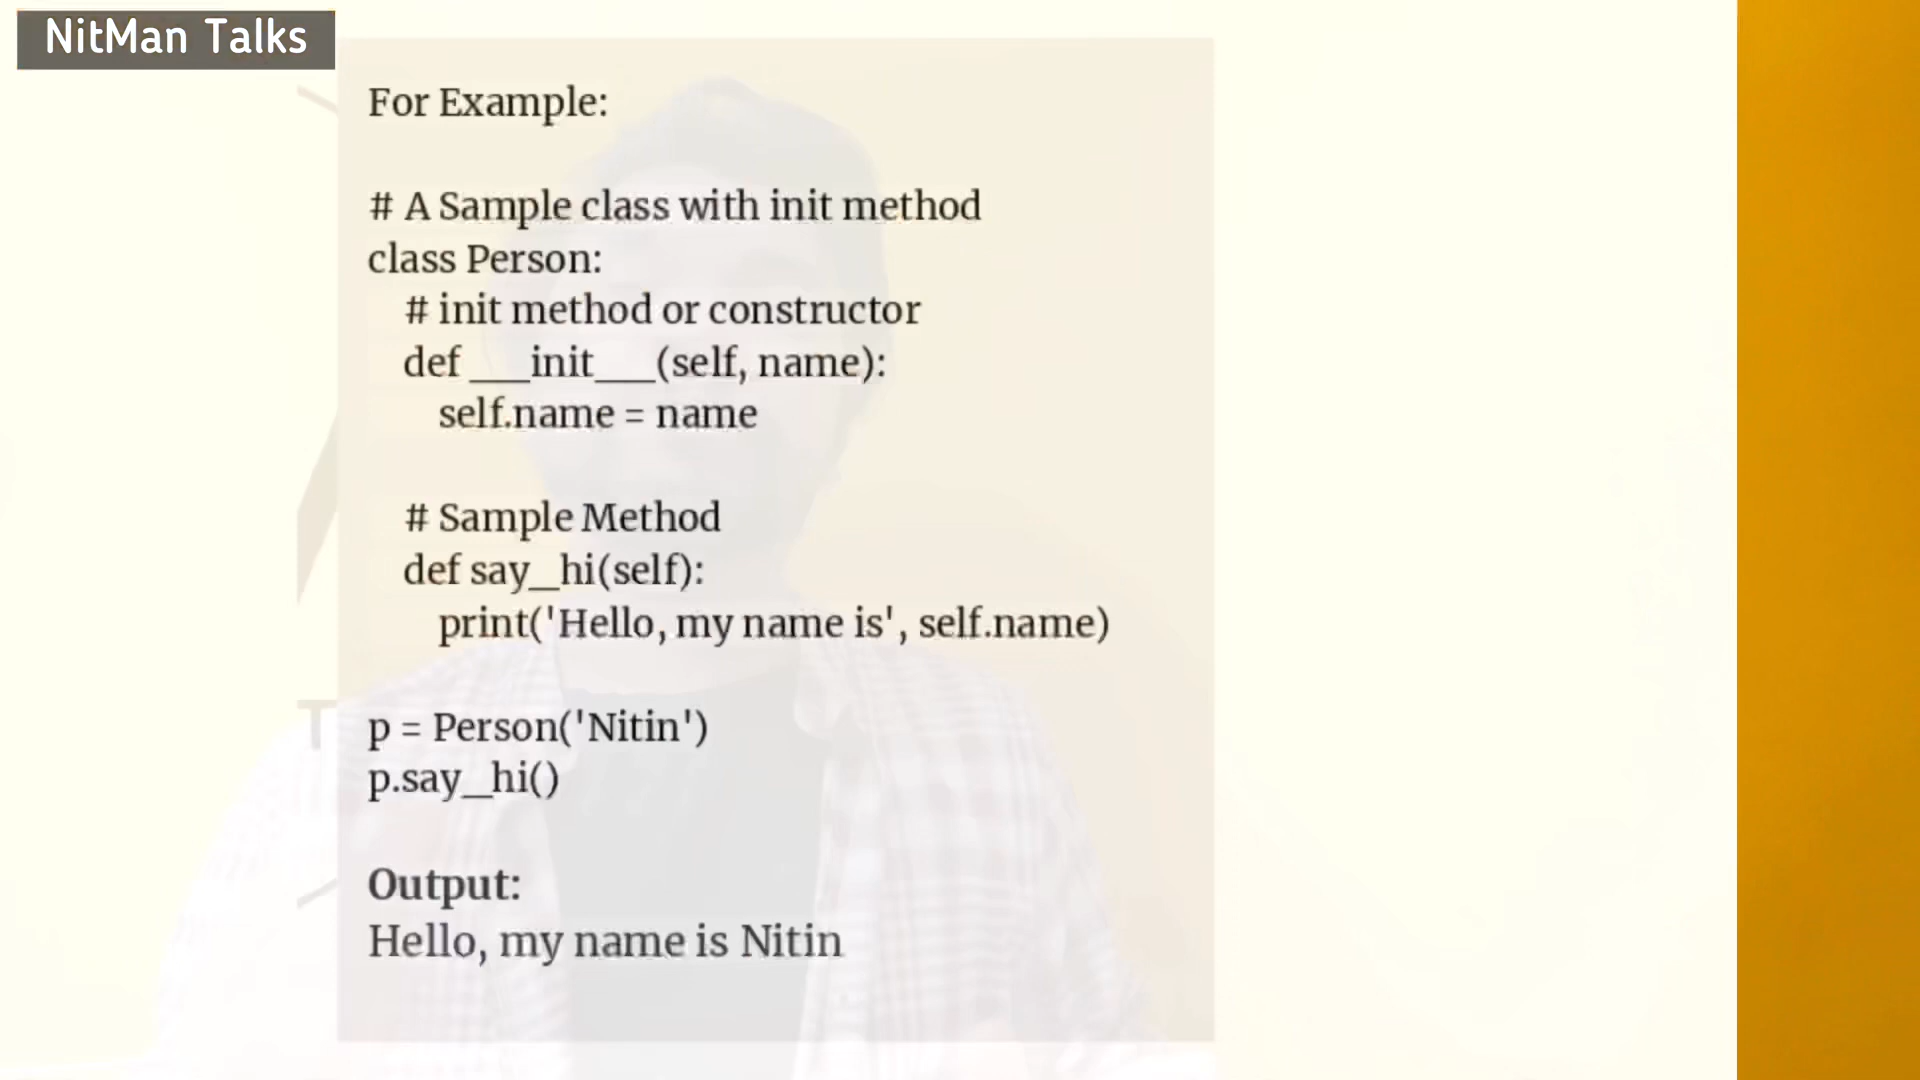 NitMan Talks
For Example:
# A Sample class with init method
class Person:
# init method or constructor
def __init__(self, name):
self.name = name
# Sample Method
def say_hi(self):
print('Hello, my name is', self.name)
p = Person('Nitin')
p.say_hi()
Output:
Hello, my name is Nitin
T